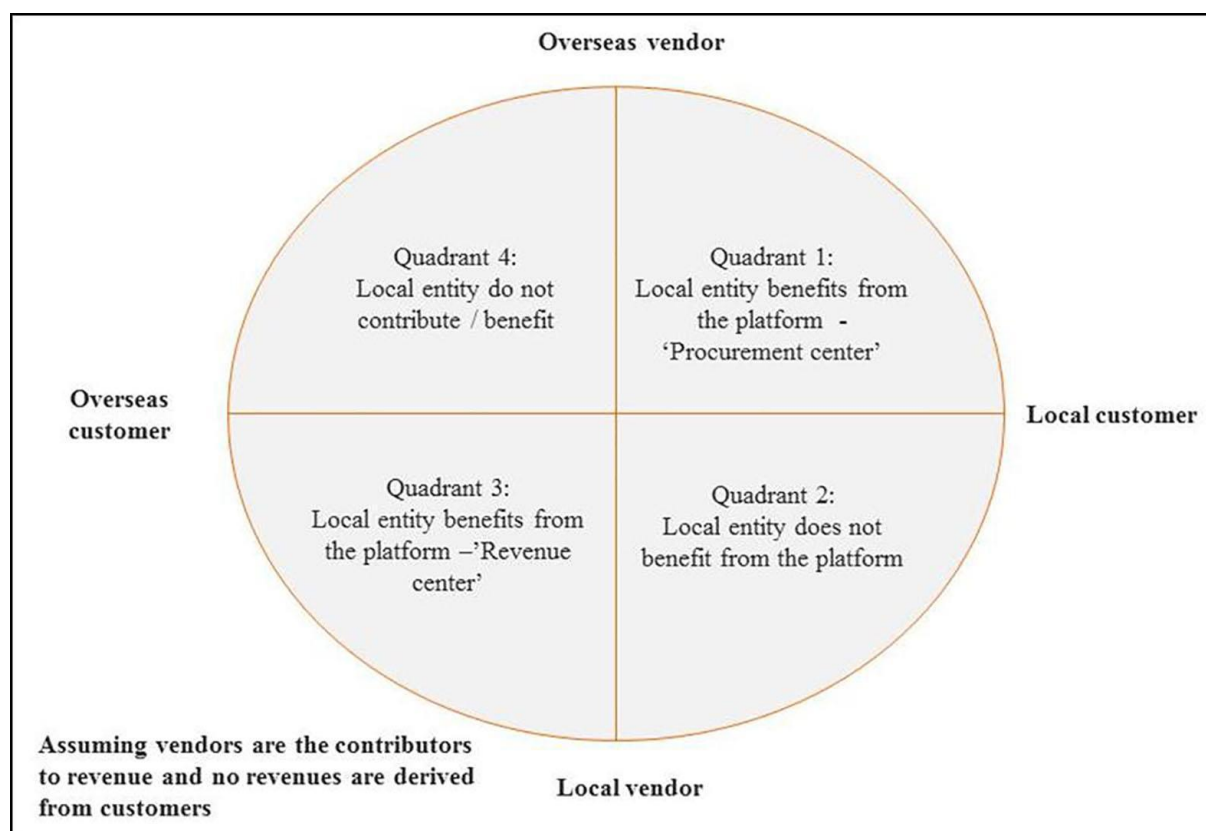 Overseas vendor
Quadrant 4:
Local entity do not
contribute / benefit
Quadrant 1:
Local entity benefits from
the platform -
‘Procurement center’
Overseas
customer
Local customer
Quadrant 3:
Local entity benefits from
the platform –’Revenue
center’
Quadrant 2:
Local entity does not
benefit from the platform
Assuming vendors are the contributors
to revenue and no revenues are derived
from customers
Local vendor